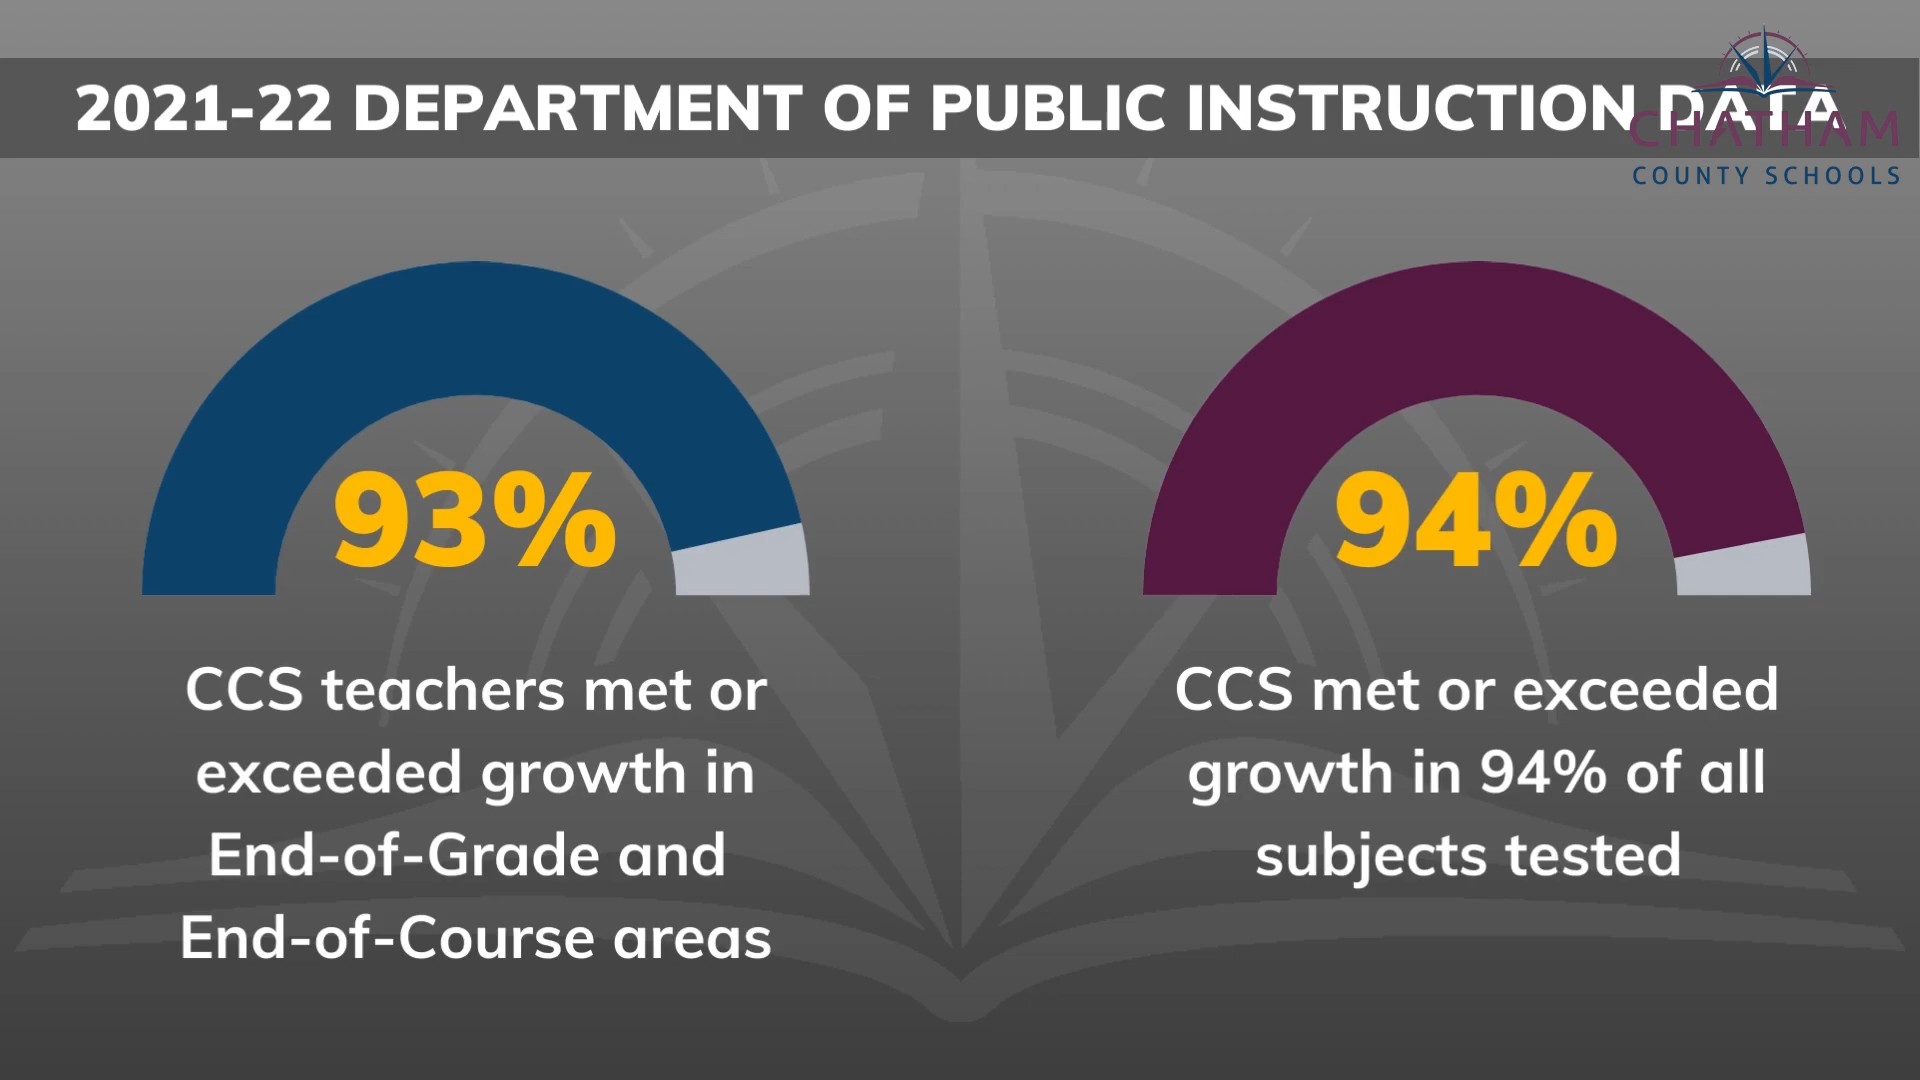 2021-22 DEPARTMENT OF PUBLIC INSTRUCTION DATA
CHATHAM
COUNTY SCHOOLS
93%
CCS teachers met or
exceeded growth in
End-of-Grade and
End-of-Course areas
94%
CCS met or exceeded
growth in 94% of all
subjects tested